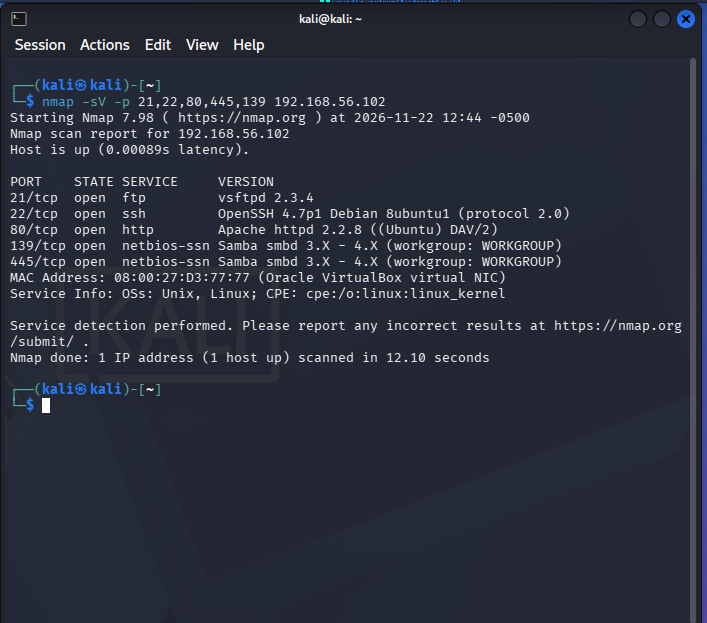 kali@kali: ~
Session Actions Edit View Help
┌──(kali㉿kali)-[~]
└─$ nmap -sV -p 21,22,80,445,139 192.168.56.102
Starting Nmap 7.98 ( https://nmap.org ) at 2026-11-22 12:44 -0500
Nmap scan report for 192.168.56.102
Host is up (0.00089s latency).
PORT    STATE SERVICE     VERSION
21/tcp  open  ftp         vsftpd 2.3.4
22/tcp  open  ssh         OpenSSH 4.7p1 Debian 8ubuntu1 (protocol 2.0)
80/tcp  open  http        Apache httpd 2.2.8 ((Ubuntu) DAV/2)
139/tcp open  netbios-ssn Samba smbd 3.X - 4.X (workgroup: WORKGROUP)
445/tcp open  netbios-ssn Samba smbd 3.X - 4.X (workgroup: WORKGROUP)
MAC Address: 08:00:27:D3:77:77 (Oracle VirtualBox virtual NIC)
Service Info: OSs: Unix, Linux; CPE: cpe:/o:linux:linux_kernel
Service detection performed. Please report any incorrect results at https://nmap.org
/submit/ .
Nmap done: 1 IP address (1 host up) scanned in 12.10 seconds
┌──(kali㉿kali)-[~]
└─$
KALI